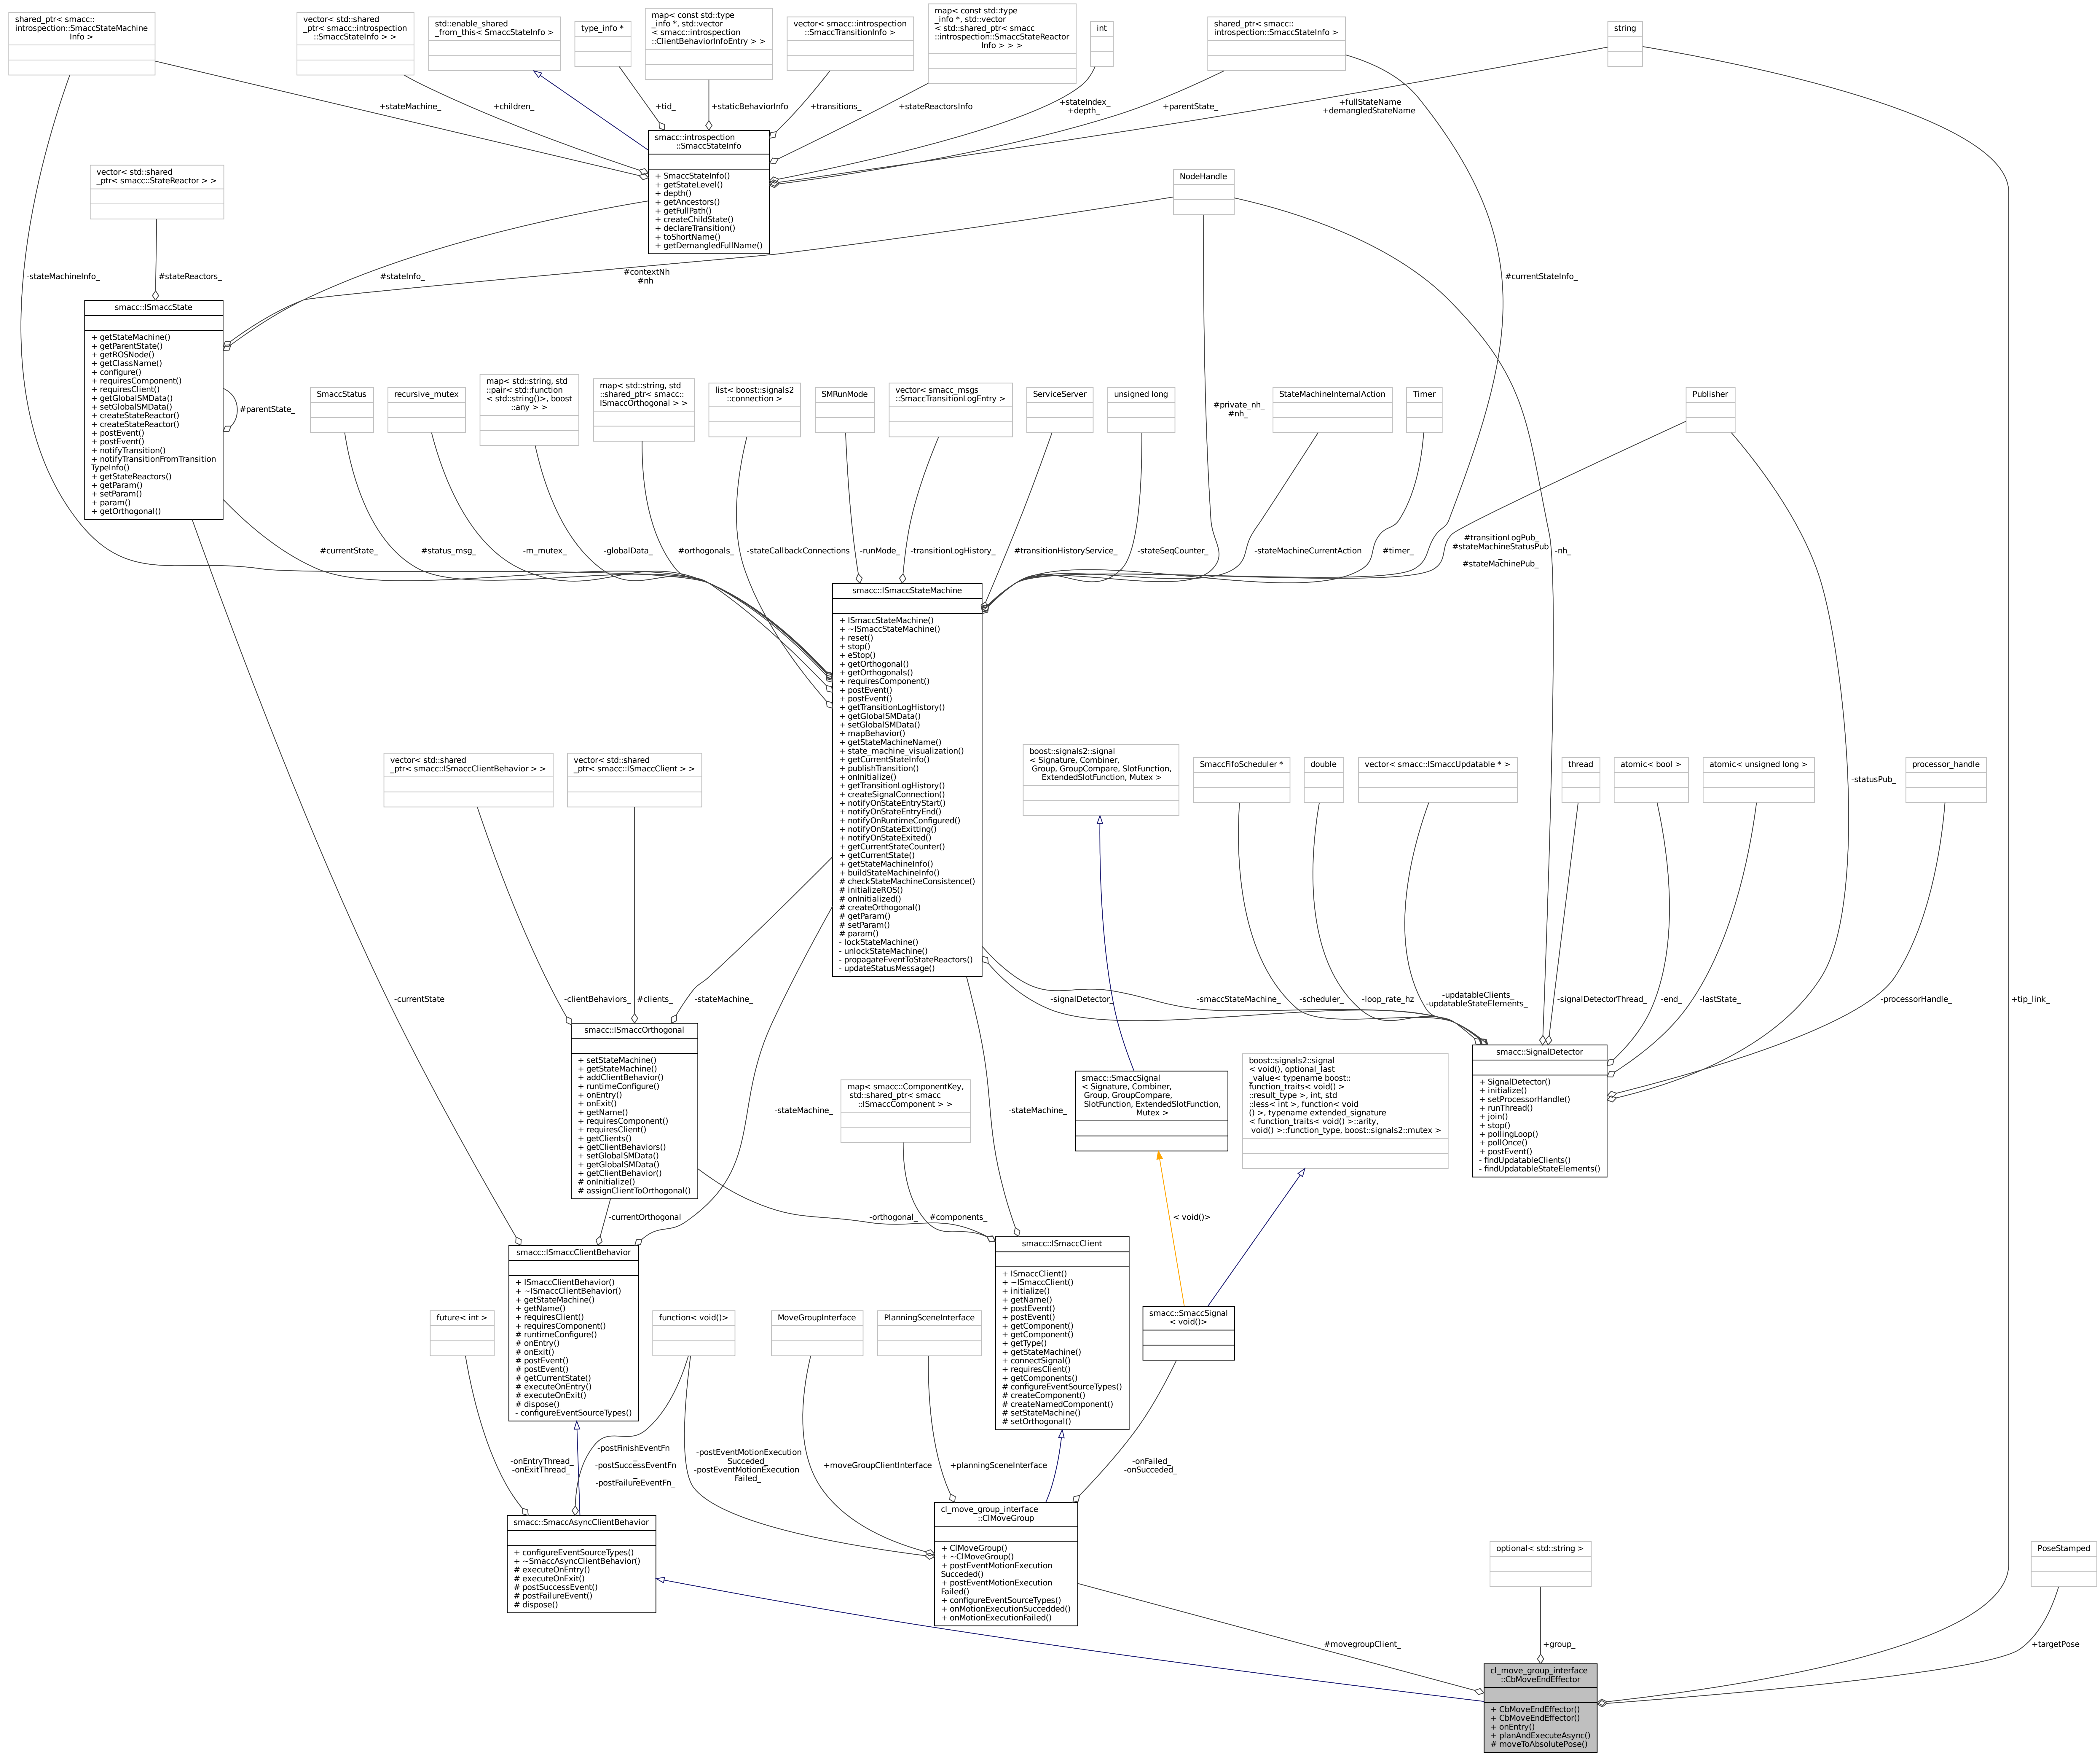 shared_ptr< smacc::
introspection::SmaccStateMachine
Info >
vector< std::shared
_ptr< smacc::introspection
::SmaccStateInfo > >
std::enable_shared
_from_this< SmaccStateInfo >
type_info *
map< const std::type
_info *, std::vector
< smacc::introspection
::ClientBehaviorInfoEntry > >
vector< smacc::introspection
::SmaccTransitionInfo >
map< const std::type
_info *, std::vector
< std::shared_ptr< smacc
::introspection::SmaccStateReactor
Info > > >
int
shared_ptr< smacc::
introspection::SmaccStateInfo >
string
+stateMachine_
+children_
+tid_
+staticBehaviorInfo
+transitions_
+stateReactorsInfo
+stateIndex_
+depth_
+parentState_
+fullStateName
+demangledStateName
smacc::introspection
::SmaccStateInfo
+ SmaccStateInfo()
+ getStateLevel()
+ depth()
+ getAncestors()
+ getFullPath()
+ createChildState()
+ declareTransition()
+ toShortName()
+ getDemangledFullName()
vector< std::shared
_ptr< smacc::StateReactor > >
NodeHandle
-stateMachineInfo_
#stateReactors_
#stateInfo_
#contextNh
#nh
#currentStateInfo_
smacc::ISmaccState
+ getStateMachine()
+ getParentState()
+ getROSNode()
+ getClassName()
+ configure()
+ requiresComponent()
+ requiresClient()
+ getGlobalSMData()
+ setGlobalSMData()
+ createStateReactor()
+ createStateReactor()
+ postEvent()
+ postEvent()
+ notifyTransition()
+ notifyTransitionFromTransition
TypeInfo()
+ getStateReactors()
+ getParam()
+ setParam()
+ param()
+ getOrthogonal()
#parentState_
SmaccStatus
recursive_mutex
map< std::string, std
::pair< std::function
< std::string()>, boost
::any > >
map< std::string, std
::shared_ptr< smacc::
ISmaccOrthogonal > >
list< boost::signals2
::connection >
SMRunMode
vector< smacc_msgs
::SmaccTransitionLogEntry >
ServiceServer
unsigned long
#private_nh_
#nh_
StateMachineInternalAction
Timer
Publisher
#currentState_
#status_msg_
-m_mutex_
-globalData_
#orthogonals_
-stateCallbackConnections
-runMode_
-transitionLogHistory_
#transitionHistoryService_
-stateSeqCounter_
-stateMachineCurrentAction
#timer_
#transitionLogPub_
#stateMachineStatusPub
_
#stateMachinePub_
-nh_
smacc::ISmaccStateMachine
+ ISmaccStateMachine()
+ ~ISmaccStateMachine()
+ reset()
+ stop()
+ eStop()
+ getOrthogonal()
+ getOrthogonals()
+ requiresComponent()
+ postEvent()
+ postEvent()
+ getTransitionLogHistory()
+ getGlobalSMData()
+ setGlobalSMData()
+ mapBehavior()
+ getStateMachineName()
+ state_machine_visualization()
+ getCurrentStateInfo()
+ publishTransition()
+ onInitialize()
+ getTransitionLogHistory()
+ createSignalConnection()
+ notifyOnStateEntryStart()
+ notifyOnStateEntryEnd()
+ notifyOnRuntimeConfigured()
+ notifyOnStateExitting()
+ notifyOnStateExited()
+ getCurrentStateCounter()
+ getCurrentState()
+ getStateMachineInfo()
+ buildStateMachineInfo()
# checkStateMachineConsistence()
# initializeROS()
# onInitialized()
# createOrthogonal()
# getParam()
# setParam()
# param()
- lockStateMachine()
- unlockStateMachine()
- propagateEventToStateReactors()
- updateStatusMessage()
vector< std::shared
_ptr< smacc::ISmaccClientBehavior > >
vector< std::shared
_ptr< smacc::ISmaccClient > >
boost::signals2::signal
< Signature, Combiner,
Group, GroupCompare, SlotFunction,
ExtendedSlotFunction, Mutex >
SmaccFifoScheduler *
double
vector< smacc::ISmaccUpdatable * >
thread
atomic< bool >
atomic< unsigned long >
processor_handle
-statusPub_
-currentState
-clientBehaviors_
#clients_
-stateMachine_
-signalDetector_
-smaccStateMachine_
-scheduler_
-loop_rate_hz
-updatableClients_
-updatableStateElements_
-signalDetectorThread_
-end_
-lastState_
-processorHandle_
+tip_link_
smacc::ISmaccOrthogonal
+ setStateMachine()
+ getStateMachine()
+ addClientBehavior()
+ runtimeConfigure()
+ onEntry()
+ onExit()
+ getName()
+ requiresComponent()
+ requiresClient()
+ getClients()
+ getClientBehaviors()
+ setGlobalSMData()
+ getGlobalSMData()
+ getClientBehavior()
# onInitialize()
# assignClientToOrthogonal()
smacc::SignalDetector
+ SignalDetector()
+ initialize()
+ setProcessorHandle()
+ runThread()
+ join()
+ stop()
+ pollingLoop()
+ pollOnce()
+ postEvent()
- findUpdatableClients()
- findUpdatableStateElements()
-stateMachine_
map< smacc::ComponentKey,
std::shared_ptr< smacc
::ISmaccComponent > >
-stateMachine_
smacc::SmaccSignal
< Signature, Combiner,
Group, GroupCompare,
SlotFunction, ExtendedSlotFunction,
Mutex >
boost::signals2::signal
< void(), optional_last
_value< typename boost::
function_traits< void() >
::result_type >, int, std
::less< int >, function< void
() >, typename extended_signature
< function_traits< void() >::arity,
void() >::function_type, boost::signals2::mutex >
-currentOrthogonal
-orthogonal_
#components_
< void()>
smacc::ISmaccClientBehavior
+ ISmaccClientBehavior()
+ ~ISmaccClientBehavior()
+ getStateMachine()
+ getName()
+ requiresClient()
+ requiresComponent()
# runtimeConfigure()
# onEntry()
# onExit()
# postEvent()
# postEvent()
# getCurrentState()
# executeOnEntry()
# executeOnExit()
# dispose()
- configureEventSourceTypes()
smacc::ISmaccClient
+ ISmaccClient()
+ ~ISmaccClient()
+ initialize()
+ getName()
+ postEvent()
+ postEvent()
+ getComponent()
+ getComponent()
+ getType()
+ getStateMachine()
+ connectSignal()
+ requiresClient()
+ getComponents()
# configureEventSourceTypes()
# createComponent()
# createNamedComponent()
# setStateMachine()
# setOrthogonal()
future< int >
function< void()>
MoveGroupInterface
PlanningSceneInterface
smacc::SmaccSignal
< void()>
-onEntryThread_
-onExitThread_
-postFinishEventFn
_
-postSuccessEventFn
_
-postFailureEventFn_
-postEventMotionExecution
Succeded_
-postEventMotionExecution
Failed_
+moveGroupClientInterface
+planningSceneInterface
-onFailed_
-onSucceded_
smacc::SmaccAsyncClientBehavior
+ configureEventSourceTypes()
+ ~SmaccAsyncClientBehavior()
# executeOnEntry()
# executeOnExit()
# postSuccessEvent()
# postFailureEvent()
# dispose()
cl_move_group_interface
::ClMoveGroup
+ ClMoveGroup()
+ ~ClMoveGroup()
+ postEventMotionExecution
Succeded()
+ postEventMotionExecution
Failed()
+ configureEventSourceTypes()
+ onMotionExecutionSuccedded()
+ onMotionExecutionFailed()
optional< std::string >
PoseStamped
#movegroupClient_
+group_
+targetPose
cl_move_group_interface
::CbMoveEndEffector
+ CbMoveEndEffector()
+ CbMoveEndEffector()
+ onEntry()
+ planAndExecuteAsync()
# moveToAbsolutePose()